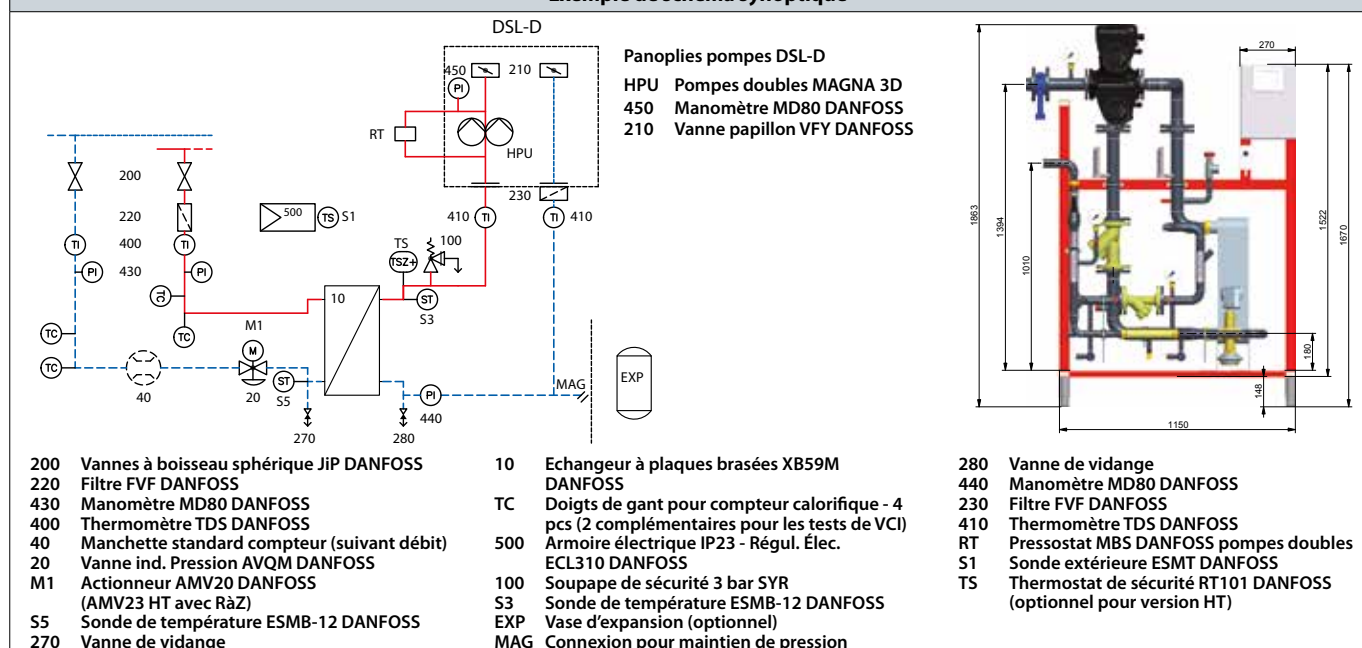 Exemple de schéma synoptique
DSL-D
450
210
PI
RT
HPU
230
410
TI
TI
410
200
220
400
430
TI
PI
TI
PI
500
TS
S1
TS
TSZ+
100
ST
S3
TC
TC
TC
TC
M1
M
40
20
ST
S5
10
270
280
PI
440
MAG
EXP
Panoplies pompes DSL-D
HPU Pompes doubles MAGNA 3D
450 Manomètre MD80 DANFOSS
210 Vanne papillon VFY DANFOSS
270
1863
1394
1010
1522
1670
180
148
1150
200 Vannes à boisseau sphérique JiP DANFOSS
220 Filtre FVF DANFOSS
430 Manomètre MD80 DANFOSS
400 Thermomètre TDS DANFOSS
40 Manchette standard compteur (suivant débit)
20 Vanne ind. Pression AVQM DANFOSS
M1 Actionneur AMV20 DANFOSS
(AMV23 HT avec RàZ)
S5 Sonde de température ESMB-12 DANFOSS
270 Vanne de vidange
10 Echangeur à plaques brasées XB59M
DANFOSS
TC Doigts de gant pour compteur calorifique - 4
pcs (2 complémentaires pour les tests de VCI)
500 Armoire électrique IP23 - Régul. Élec.
ECL310 DANFOSS
100 Soupape de sécurité 3 bar SYR
S3 Sonde de température ESMB-12 DANFOSS
EXP Vase d'expansion (optionnel)
MAG Connexion pour maintien de pression
280 Vanne de vidange
440 Manomètre MD80 DANFOSS
230 Filtre FVF DANFOSS
410 Thermomètre TDS DANFOSS
RT Pressostat MBS DANFOSS pompes doubles
S1 Sonde extérieure ESMT DANFOSS
TS Thermostat de sécurité RT101 DANFOSS
(optionnel pour version HT)